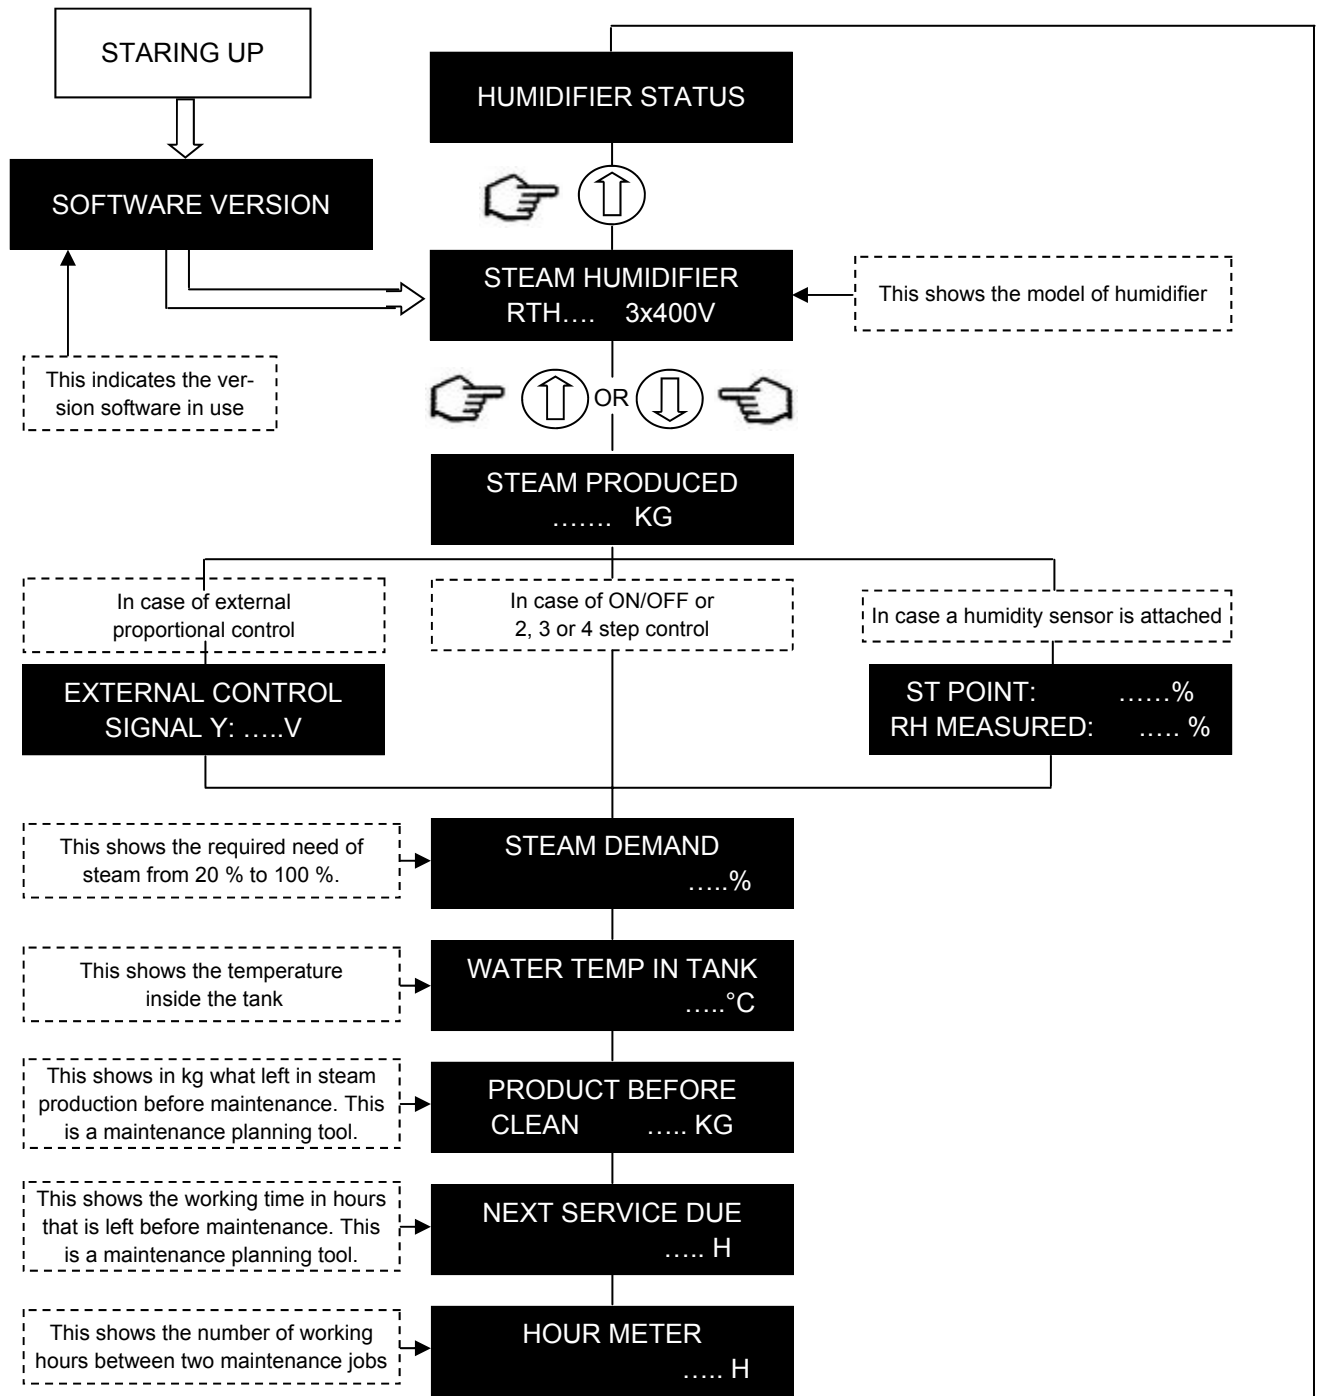 STARING UP
HUMIDIFIER STATUS
SOFTWARE VERSION
STEAM HUMIDIFIER
RTH.... 3x400V
This shows the model of humidifier
This indicates the ver-
sion software in use
OR
STEAM PRODUCED
....... KG
In case of external
proportional control
In case of ON/OFF or
2, 3 or 4 step control
In case a humidity sensor is attached
EXTERNAL CONTROL
SIGNAL Y: .....V
ST POINT: ......%
RH MEASURED: ..... %
This shows the required need of
steam from 20 % to 100 %.
STEAM DEMAND
.....%
This shows the temperature
inside the tank
WATER TEMP IN TANK
.....°C
This shows in kg what left in steam
production before maintenance. This
is a maintenance planning tool.
PRODUCT BEFORE
CLEAN ..... KG
This shows the working time in hours
that is left before maintenance. This
is a maintenance planning tool.
NEXT SERVICE DUE
..... H
This shows the number of working
hours between two maintenance jobs
HOUR METER
..... H